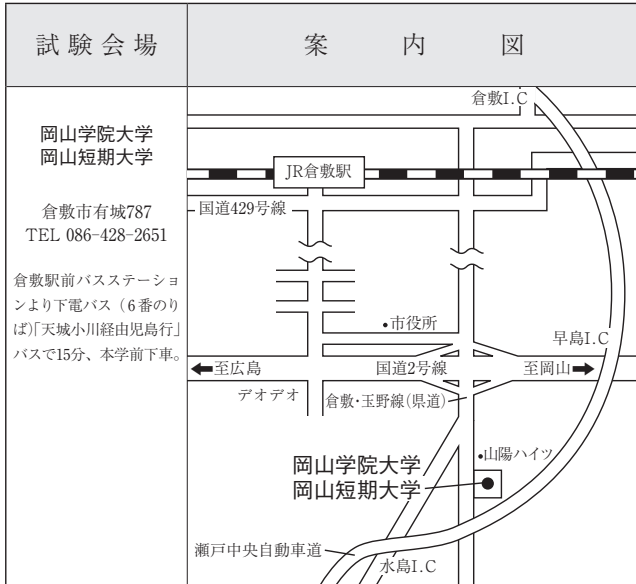 試験会場
案内図
岡山学院大学
岡山短期大学
倉敷市有城787
TEL 086-428-2651
倉敷駅前バスステーショ
ンより下電バス（6番のり
ば)「天城小川経由児島行」
バスで15分、本学前下車。
倉敷I.C
JR倉敷駅
国道429号線
•市役所
早島I.C
至広島
国道2号線
至岡山
デオデオ
倉敷・玉野線(県道)
•山陽ハイツ
岡山学院大学
岡山短期大学
瀬戸中央自動車道
水島I.C